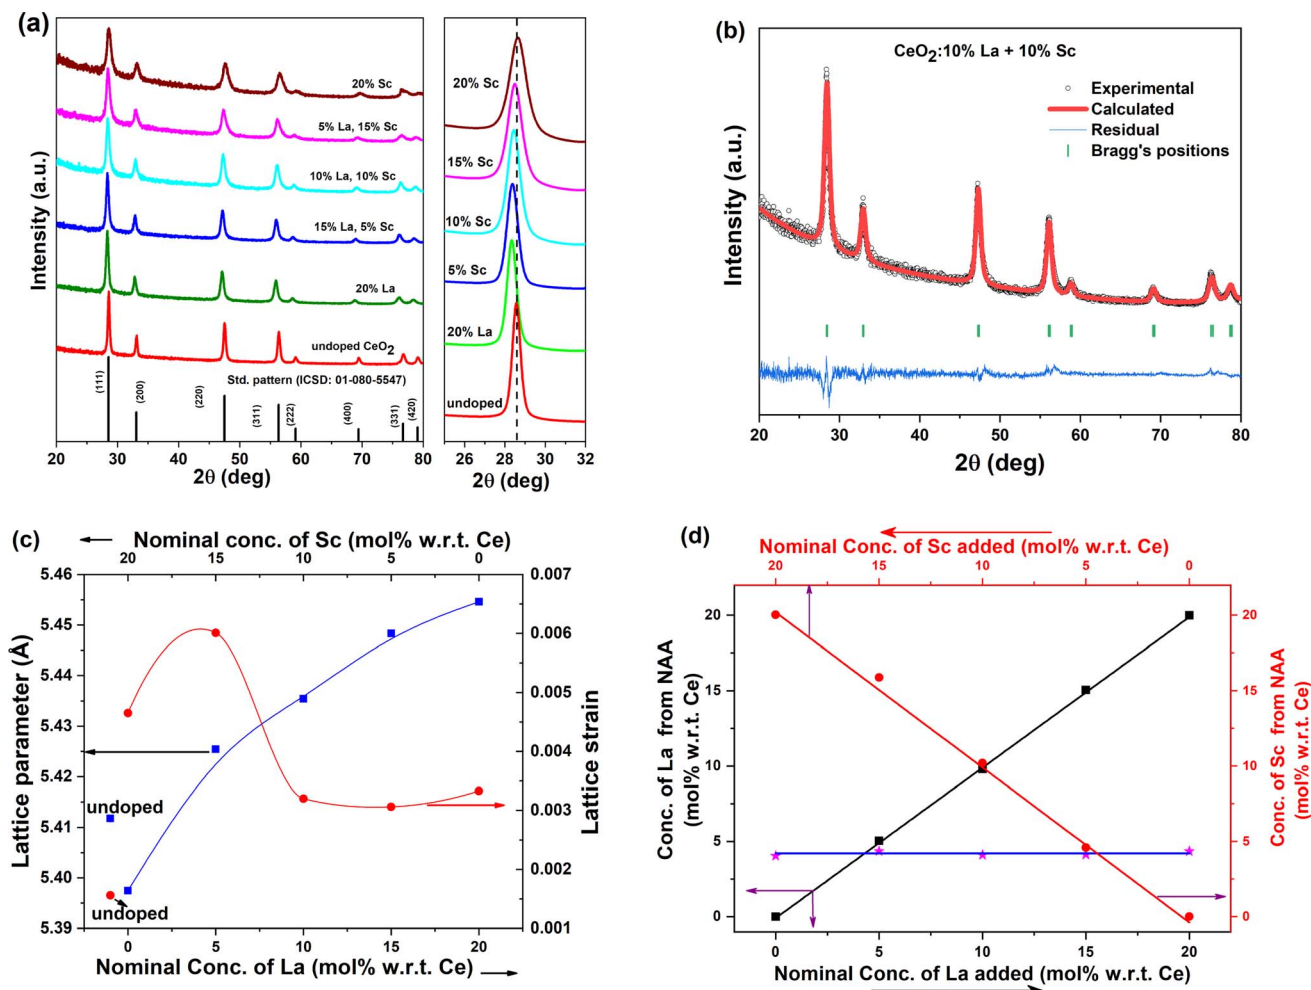 (a)
20% Sc
5% La, 15% Sc
10% La, 10% Sc
15% La, 5% Sc
20% La
undoped CeO2
Std. pattern (ICSD: 01-080-5547)
(111)
(200)
(220)
(311)
(222)
(400)
(331)
(420)
Intensity (a.u.)
20 30 40 50 60 70 80
2θ (deg)
20% Sc
15% Sc
10% Sc
5% Sc
20% La
undoped
26 28 30 32
2θ (deg)
(b)
CeO2:10% La + 10% Sc
Experimental
Calculated
Residual
Bragg's positions
Intensity (a.u.)
20 30 40 50 60 70 80
2θ (deg)
(c)
Nominal conc. of Sc (mol% w.r.t. Ce)
20 15 10 5 0
5.46
5.45
5.44
5.43
5.42
5.41
5.40
5.39
Lattice parameter (Å)
undoped
undoped
0.007
0.006
0.005
0.004
0.003
0.002
0.001
Lattice strain
0 5 10 15 20
Nominal Conc. of La (mol% w.r.t. Ce)
(d)
Nominal Conc. of Sc added (mol% w.r.t. Ce)
20 15 10 5 0
20
15
10
5
0
Conc. of La from NAA
(mol% w.r.t. Ce)
20
15
10
5
0
Conc. of Sc from NAA
(mol% w.r.t. Ce)
0 5 10 15 20
Nominal Conc. of La added (mol% w.r.t. Ce)